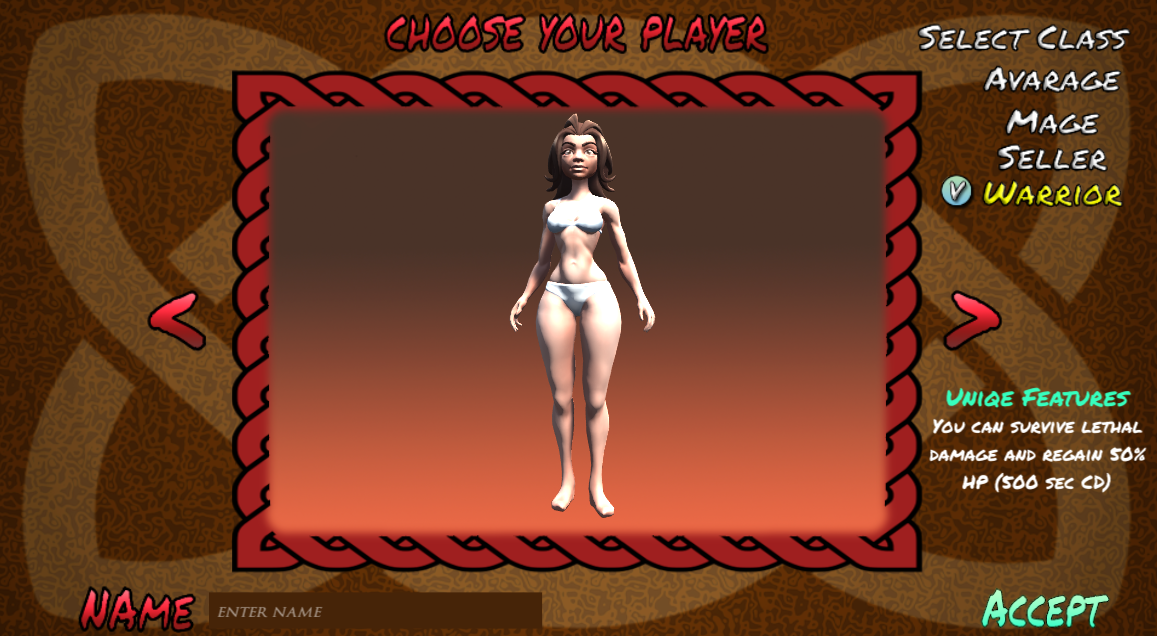 CHOOSE YOUR PLAYER
SELECT CLASS
AVARAGE
MAGE
SELLER
WARRIOR
UNIQE FEATURES
YOU CAN SURVIVE LETHAL
DAMAGE AND REGAIN 50%
HP (500 SEC CD)
NAME
ENTER NAME
ACCEPT